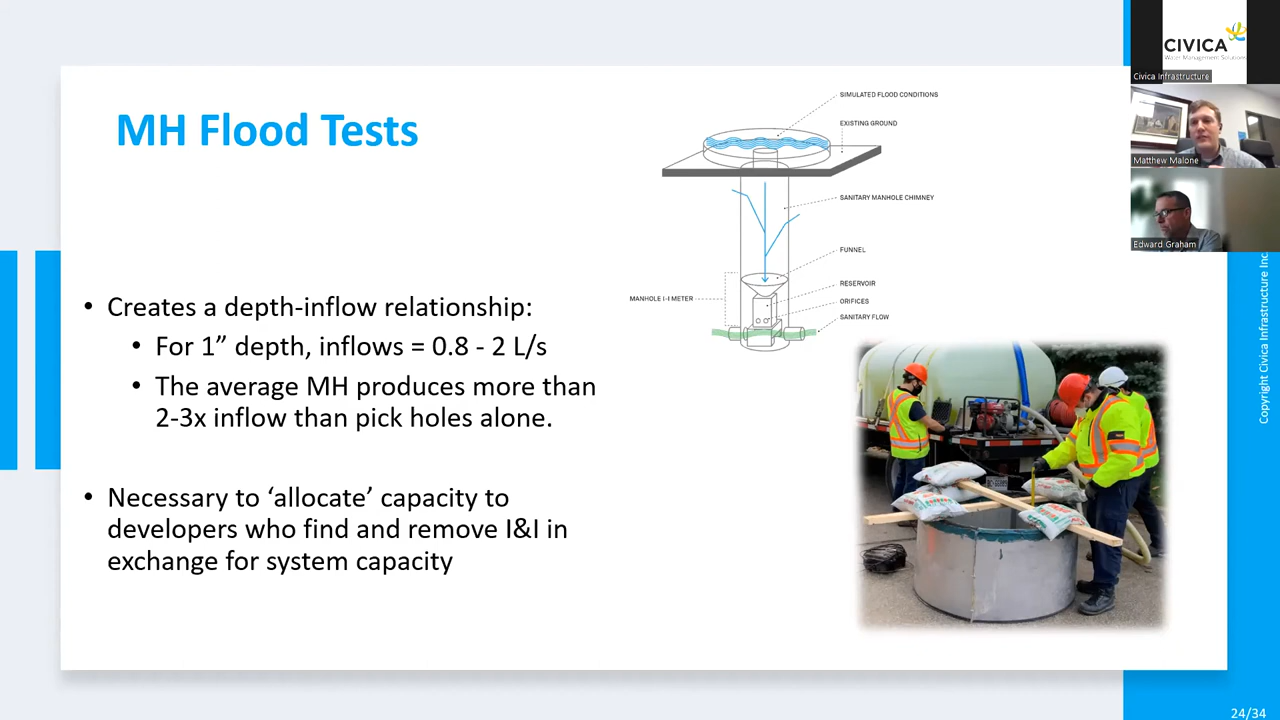 MH Flood Tests
• Creates a depth-inflow relationship:
• For 1” depth, inflows = 0.8 - 2 L/s
• The average MH produces more than
2-3x inflow than pick holes alone.
• Necessary to ‘allocate’ capacity to
developers who find and remove I&I in
exchange for system capacity
SIMULATED FLOOD CONDITIONS
EXISTING GROUND
SANITARY MANHOLE CHIMNEY
FUNNEL
RESERVOIR
MANHOLE I-I METER
ORIFICES
SANITARY FLOW
CIVICA
Water Management Solutions
Civica Infrastructure
Matthew Malone
Edward Graham
Copyright Civica Infrastructure Inc
24/34